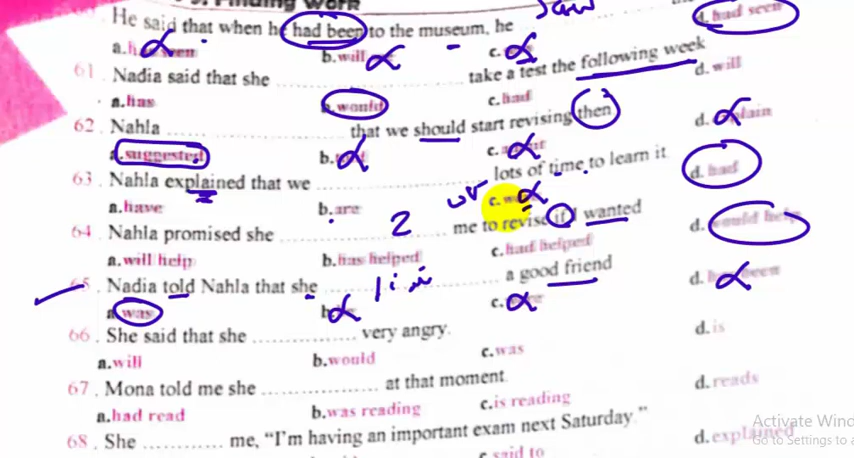 9. Finding Work
saw
He said that when he had been to the museum, he
b.will d. had seen
61 . Nadia said that she .................. take a test the following week
a.has b.would c.had d. will
62 . Nahla .................. that we should start revising then
a.suggested b. c. d.
63 . Nahla explained that we .................. lots of time to learn it
a.have b.are c. d. had
64 . Nahla promised she .................. me to revise if I wanted
a.will help b.has helped c.had helped d. would help
65 . Nadia told Nahla that she .................. a good friend
a.was b. c. d.
66 . She said that she .................. very angry.
a.will b.would c.was d.is
67 . Mona told me she .................. at that moment
a.had read b.was reading c.is reading d.reads
68 . She .............. me, “I’m having an important exam next Saturday.”
c.said to d.explained
Activate Wind
Go to Settings to a